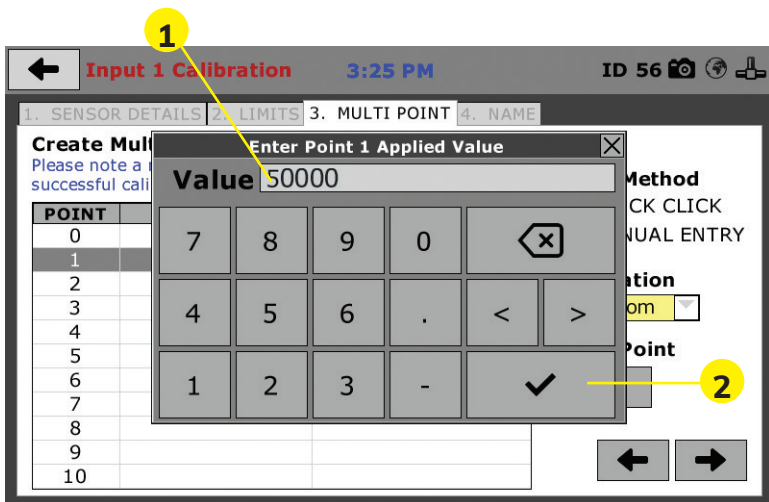 1
Input 1 Calibration 3:25 PM ID 56
1. SENSOR DETAILS 2. LIMITS 3. MULTI POINT 4. NAME
Create Mult
Enter Point 1 Applied Value
Please note a
successful cali
Value 50000
Method
CK CLICK
NUAL ENTRY
POINT
0
1
2
3
4
5
6
7
8
9
10
7 8 9 0
4 5 6 . < >
1 2 3 -
ation
om
Point
2